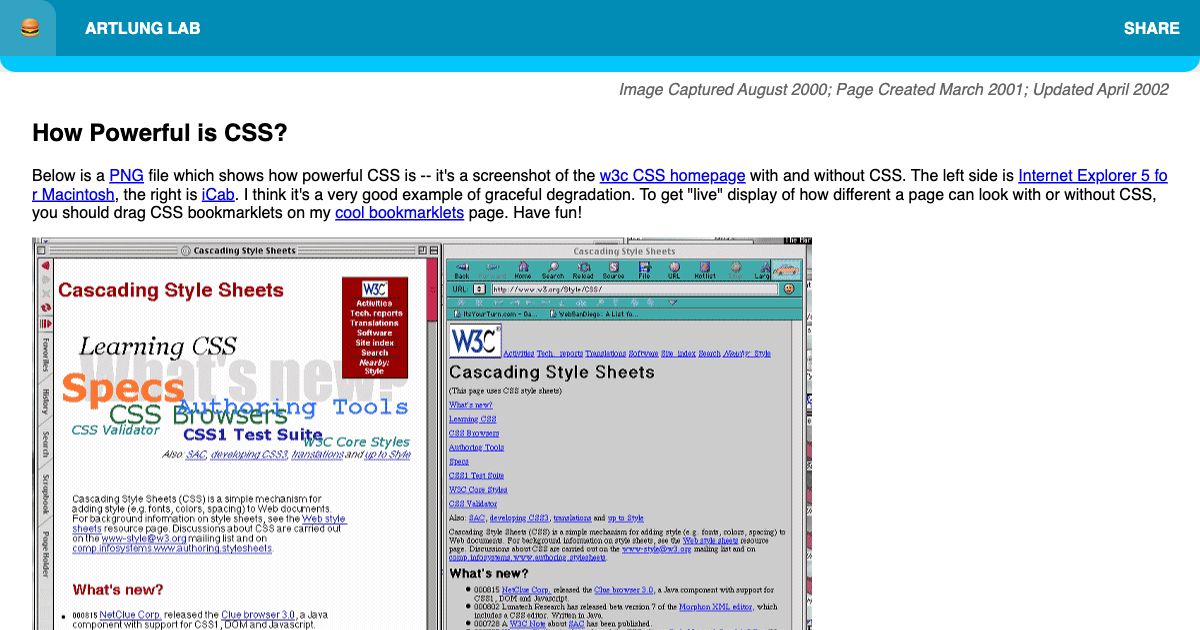 ARTLUNG LAB
SHARE
Image Captured August 2000; Page Created March 2001; Updated April 2002
How Powerful is CSS?
Below is a PNG file which shows how powerful CSS is -- it's a screenshot of the w3c CSS homepage with and without CSS. The left side is Internet Explorer 5 fo
r Macintosh, the right is iCab. I think it's a very good example of graceful degradation. To get "live" display of how different a page can look with or without CSS,
you should drag CSS bookmarklets on my cool bookmarklets page. Have fun!
Cascading Style Sheets
Cascading Style Sheets
W3C
Activities
Tech. reports
Translations
Software
Site index
Search
Nearby:
Style
Learning CSS
What's new?
Specs
Authoring Tools
CSS Browsers
CSS Validator
CSS1 Test Suite
W3C Core Styles
Also: SAC, developing CSS3, translations and up to Style
Cascading Style Sheets (CSS) is a simple mechanism for
adding style (e.g. fonts, colors, spacing) to Web documents.
For background information on style sheets, see the Web style
sheets resource page. Discussions about CSS are carried out
on the www-style@w3.org mailing list and on
comp.infosystems.www.authoring.stylesheets.
What's new?
000815 NetClue Corp. released the Clue browser 3.0, a Java
component with support for CSS1, DOM and Javascript.
Favorites
History
Search
Scrapbook
Page Holder
Cascading Style Sheets
Back
Forward
Home
Search
Reload
Source
File
URL
Hotlist
Larg
URL: http://www.w3.org/Style/CSS/
ItsYourTurn.com - Ga...
WebSanDiego: A List fo...
W3C
Activities Tech. reports Translations Software Site index Search Nearby: Style
Cascading Style Sheets
(This page uses CSS style sheets)
What's new?
Learning CSS
CSS Browsers
Authoring Tools
Specs
CSS1 Test Suite
W3C Core Styles
CSS Validator
Also: SAC, developing CSS3, translations and up to Style
Cascading Style Sheets (CSS) is a simple mechanism for adding style (e.g. fonts, colors, spacing) to
Web documents. For background information on style sheets, see the Web style sheets resource
page. Discussions about CSS are carried out on the www-style@w3.org mailing list and on
comp.infosystems.www.authoring.stylesheets.
What's new?
000815 NetClue Corp. released the Clue browser 3.0, a Java component with support for
CSS1, DOM and Javascript.
000802 Lunatech Research has released beta version 7 of the Morphon XML editor, which
includes a CSS editor. Written in Java.
000728 A W3C Note about SAC has been published.